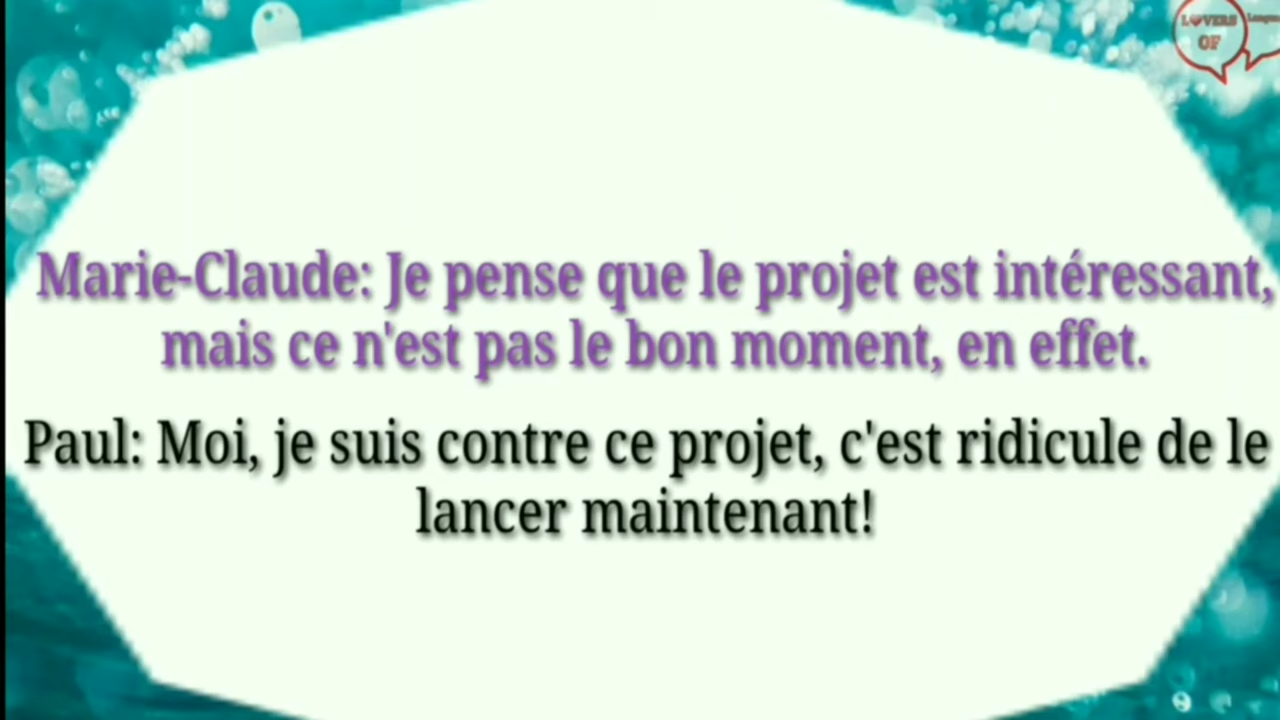 LOVERS
OF
Marie-Claude: Je pense que le projet est intéressant,
mais ce n'est pas le bon moment, en effet.
Paul: Moi, je suis contre ce projet, c'est ridicule de le
lancer maintenant!